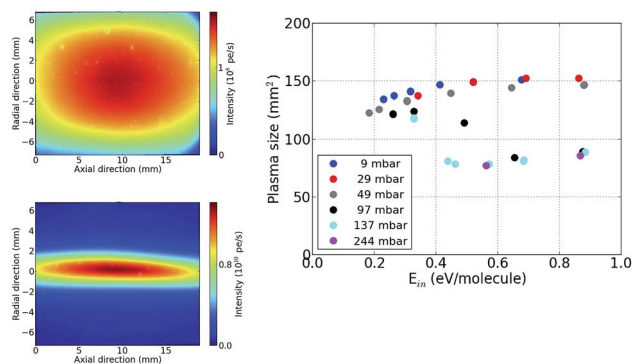 6
4
2
0
−2
−4
−6
Radial direction (mm)
0 5 10 15
Axial direction (mm)
1
0
Intensity (10⁸ pe/s)
6
4
2
0
−2
−4
−6
Radial direction (mm)
0 5 10 15
Axial direction (mm)
0.8
0.0
Intensity (10¹⁰ pe/s)
200
150
100
50
0
Plasma size (mm²)
9 mbar
29 mbar
49 mbar
97 mbar
137 mbar
244 mbar
0.0 0.2 0.4 0.6 0.8 1.0
E_in (eV/molecule)